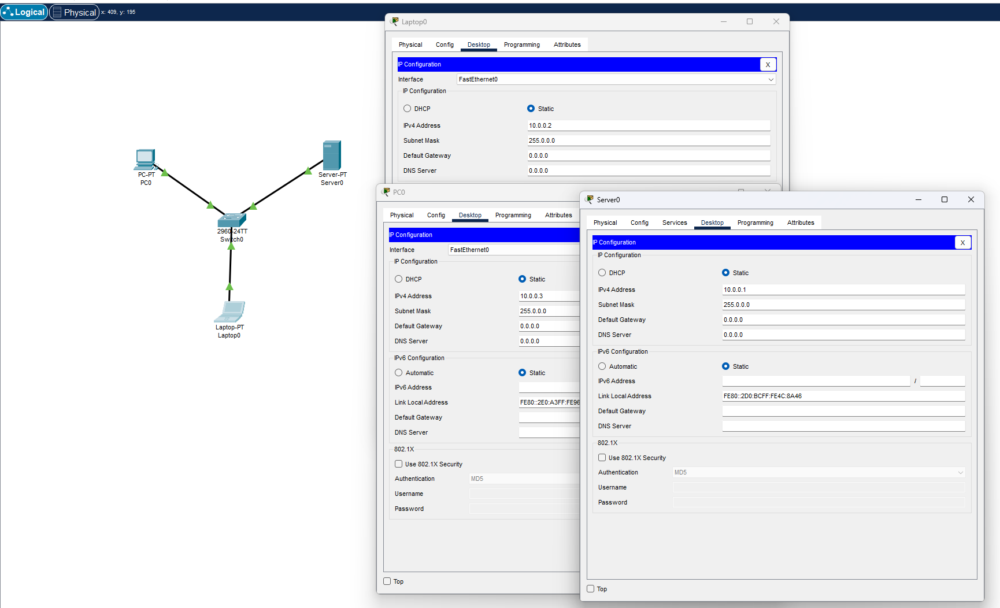 Logical Physical x: 409, y: 195
PC-PT
PC0
Server-PT
Server0
2960-24TT
Switch0
Laptop-PT
Laptop0
Laptop0
Physical Config Desktop Programming Attributes
IP Configuration X
Interface FastEthernet0
IP Configuration
DHCP Static
IPv4 Address 10.0.0.2
Subnet Mask 255.0.0.0
Default Gateway 0.0.0.0
DNS Server 0.0.0.0
PC0
Physical Config Desktop Programming Attributes
IP Configuration
Interface FastEthernet0
IP Configuration
DHCP Static
IPv4 Address 10.0.0.3
Subnet Mask 255.0.0.0
Default Gateway 0.0.0.0
DNS Server 0.0.0.0
IPv6 Configuration
Automatic Static
IPv6 Address
Link Local Address FE80::2E0:A3FF:FE96
Default Gateway
DNS Server
802.1X
Use 802.1X Security
Authentication MD5
Username
Password
Top
Server0
Physical Config Services Desktop Programming Attributes
IP Configuration X
IP Configuration
DHCP Static
IPv4 Address 10.0.0.1
Subnet Mask 255.0.0.0
Default Gateway 0.0.0.0
DNS Server 0.0.0.0
IPv6 Configuration
Automatic Static
IPv6 Address /
Link Local Address FE80::2D0:BCFF:FE4C:8A46
Default Gateway
DNS Server
802.1X
Use 802.1X Security
Authentication MD5
Username
Password
Top